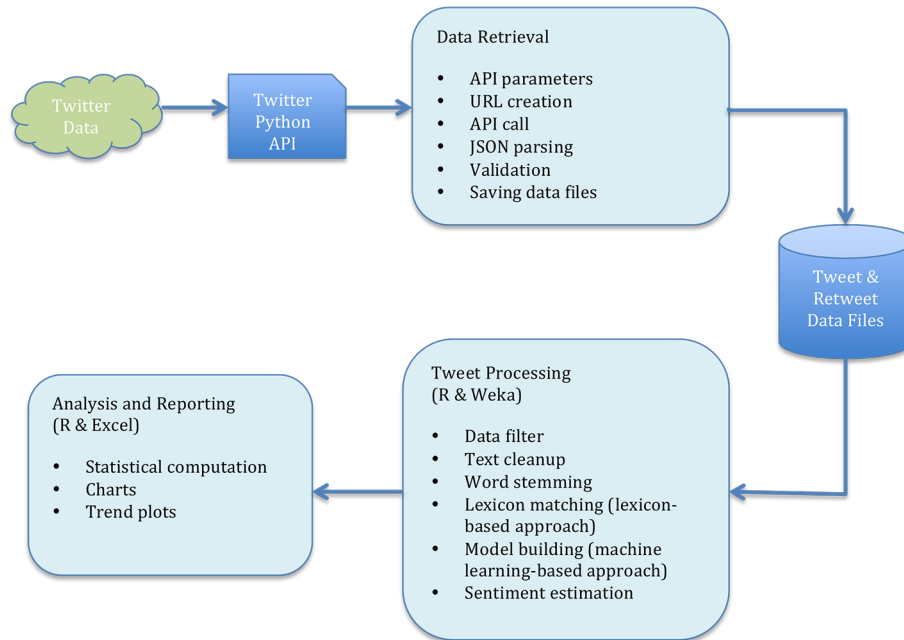 Twitter
Data
Twitter
Python
API
Data Retrieval
• API parameters
• URL creation
• API call
• JSON parsing
• Validation
• Saving data files
Tweet &
Retweet
Data Files
Tweet Processing
(R & Weka)
• Data filter
• Text cleanup
• Word stemming
• Lexicon matching (lexicon-
based approach)
• Model building (machine
learning-based approach)
• Sentiment estimation
Analysis and Reporting
(R & Excel)
• Statistical computation
• Charts
• Trend plots